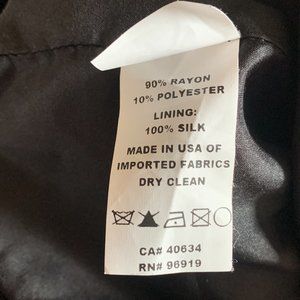 90% RAYON
10% POLYESTER
LINING:
100% SILK
MADE IN USA OF
IMPORTED FABRICS
DRY CLEAN
CA# 40634
RN# 96919